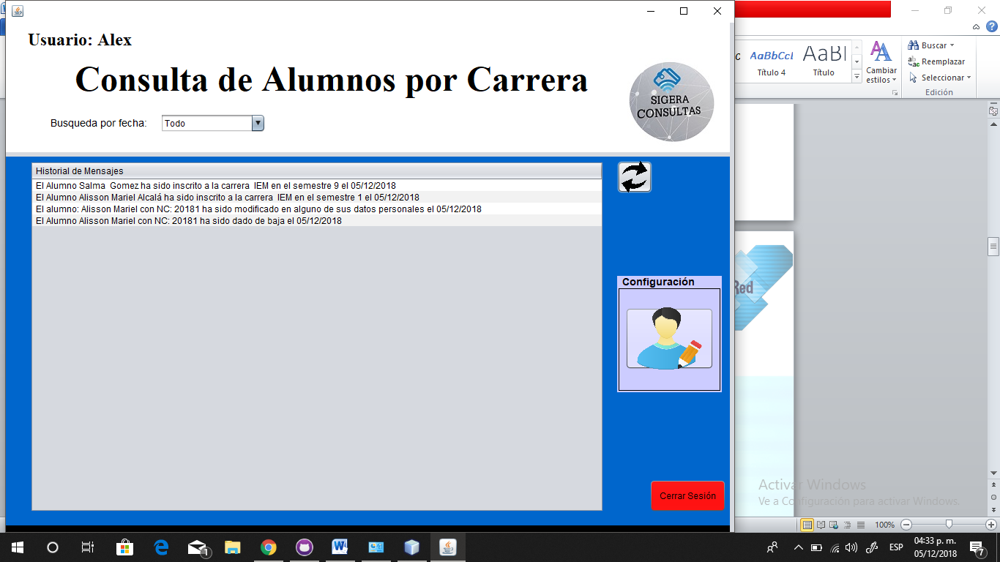 Usuario: Alex
Consulta de Alumnos por Carrera
SIGERA
CONSULTAS
Busqueda por fecha: Todo
Historial de Mensajes
El Alumno Salma  Gomez ha sido inscrito a la carrera  IEM en el semestre 9 el 05/12/2018
El Alumno Alisson Mariel Alcalá ha sido inscrito a la carrera  IEM en el semestre 1 el 05/12/2018
El alumno: Alisson Mariel con NC: 20181 ha sido modificado en alguno de sus datos personales el 05/12/2018
El Alumno Alisson Mariel con NC: 20181 ha sido dado de baja el 05/12/2018
Configuración
Cerrar Sesión
AaBbCcI AaBI
Título 4 Título
Cambiar
estilos
Buscar
Reemplazar
Seleccionar
Edición
Red
Activar Windows
Ve a Configuración para activar Windows.
100%
1
ESP
04:33 p. m.
05/12/2018
7